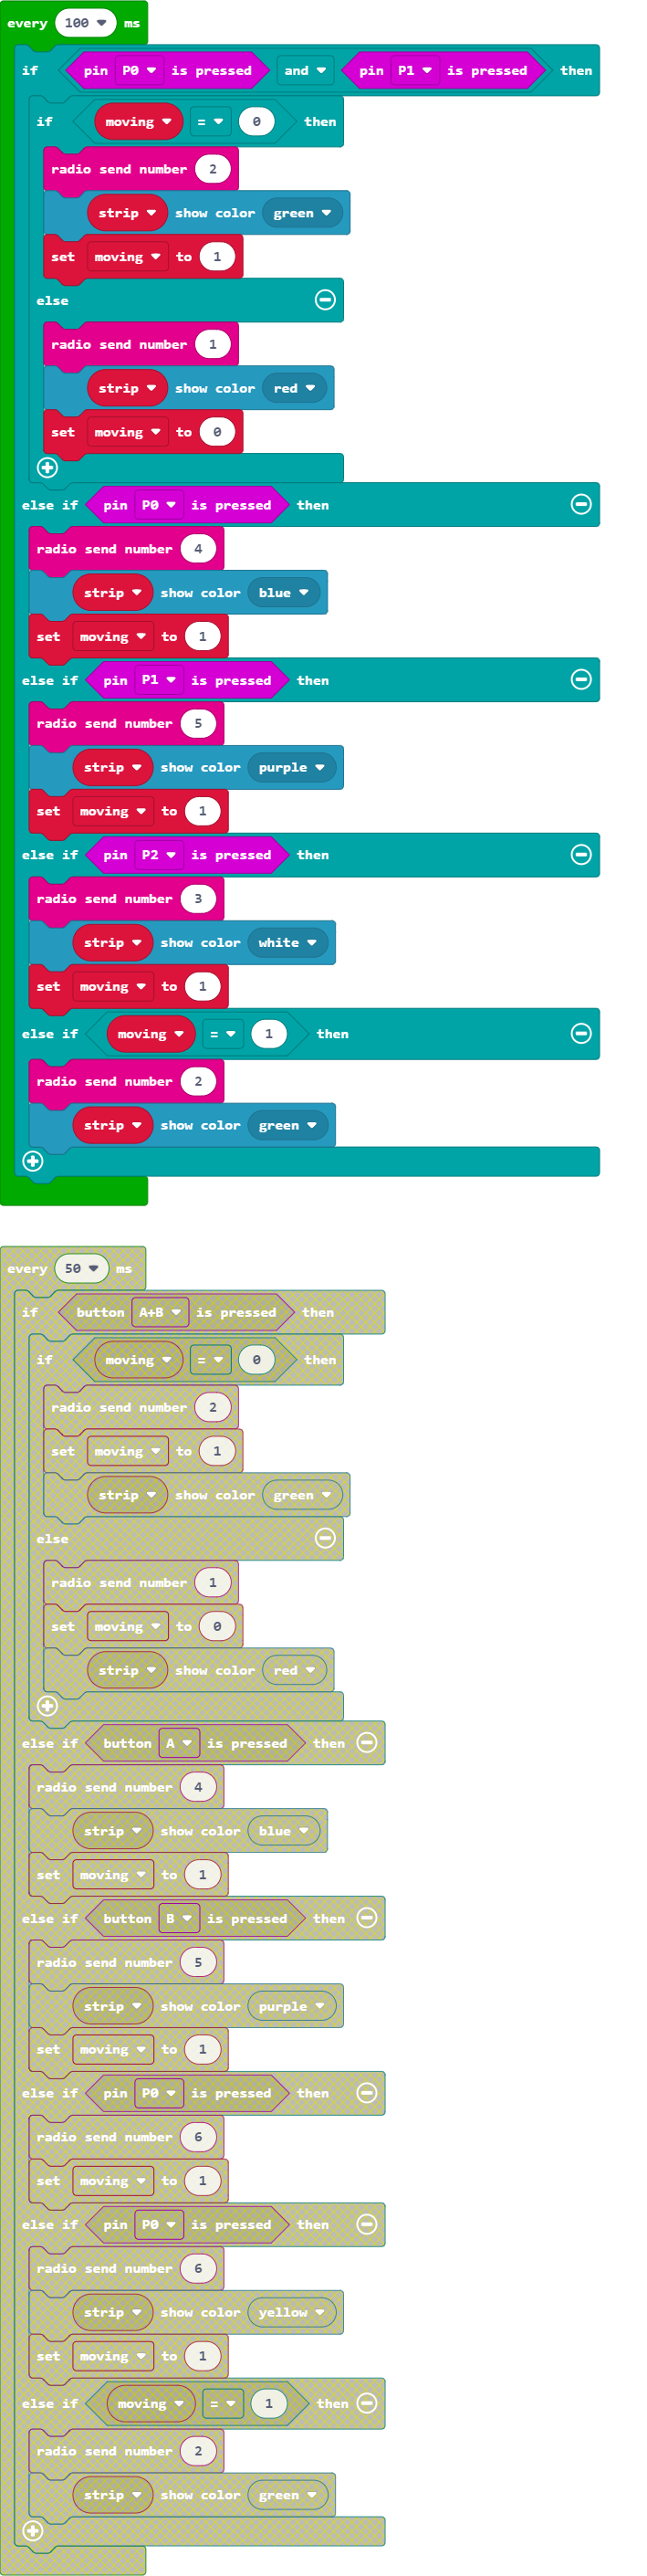 every 100 ms
if pin P0 is pressed and pin P1 is pressed then
if moving = 0 then
radio send number 2
strip show color green
set moving to 1
else
radio send number 1
strip show color red
set moving to 0
else if pin P0 is pressed then
radio send number 4
strip show color blue
set moving to 1
else if pin P1 is pressed then
radio send number 5
strip show color purple
set moving to 1
else if pin P2 is pressed then
radio send number 3
strip show color white
set moving to 1
else if moving = 1 then
radio send number 2
strip show color green
every 50 ms
if button A+B is pressed then
if moving = 0 then
radio send number 2
set moving to 1
strip show color green
else
radio send number 1
set moving to 0
strip show color red
else if button A is pressed then
radio send number 4
strip show color blue
set moving to 1
else if button B is pressed then
radio send number 5
strip show color purple
set moving to 1
else if pin P0 is pressed then
radio send number 6
set moving to 1
else if pin P0 is pressed then
radio send number 6
strip show color yellow
set moving to 1
else if moving = 1 then
radio send number 2
strip show color green